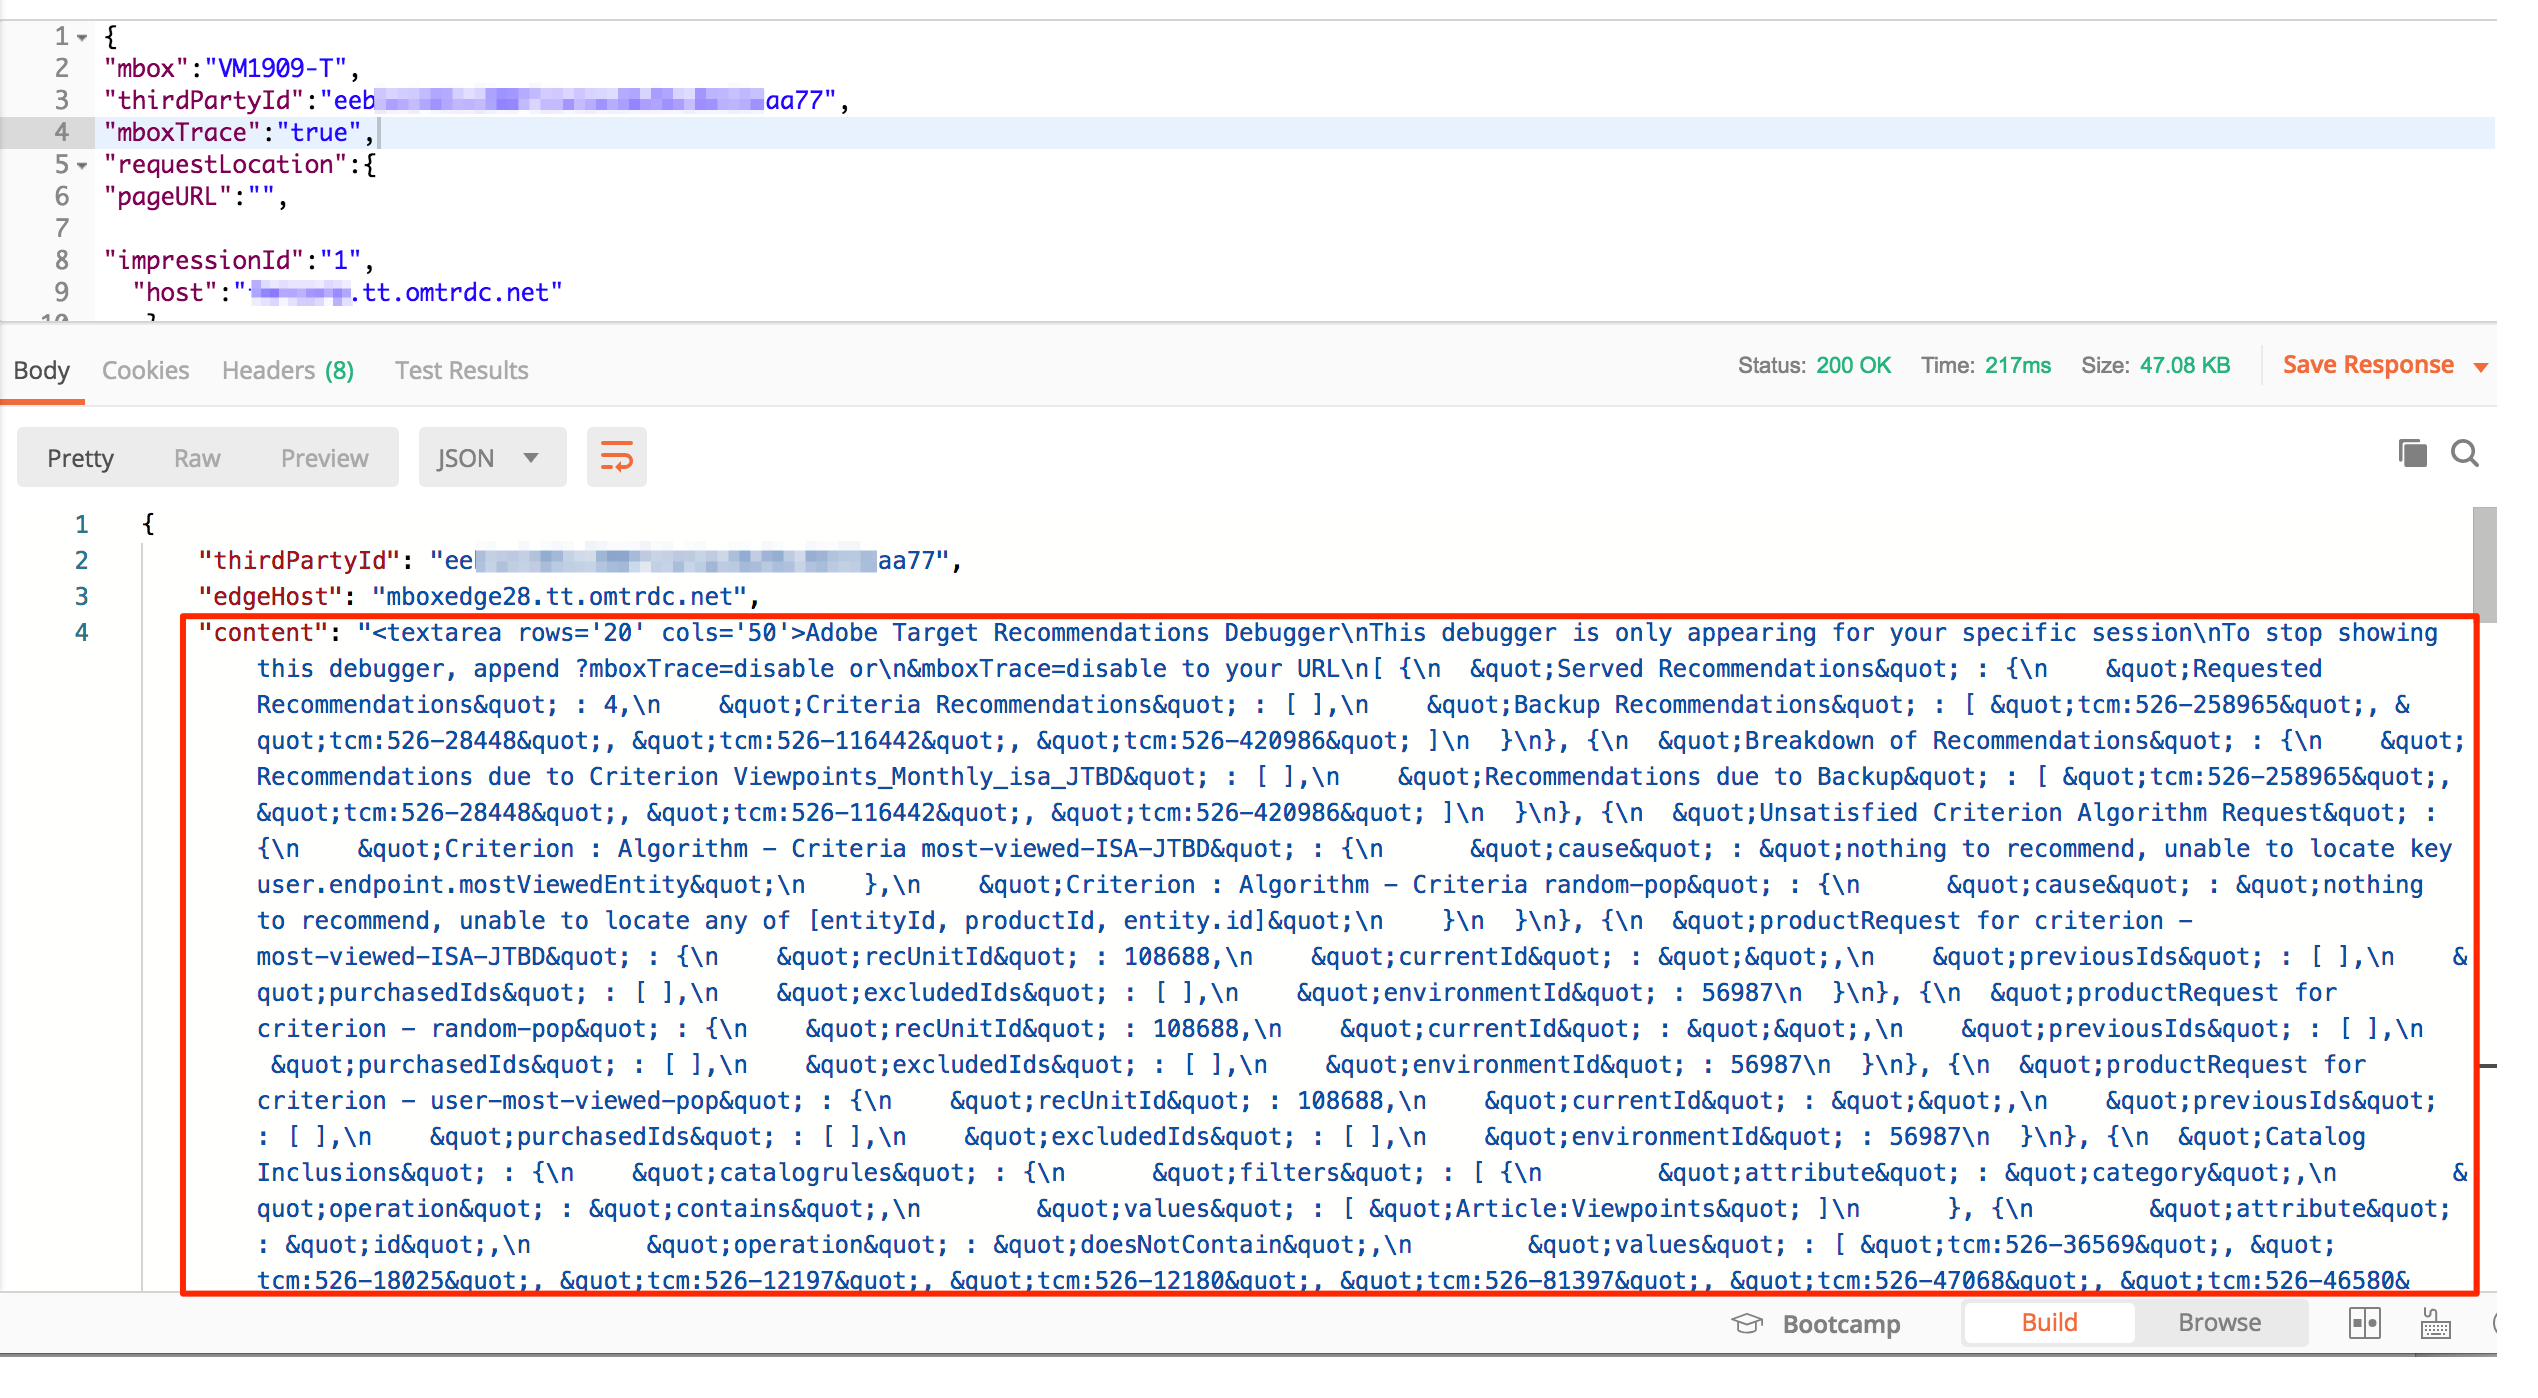 1 {
2 "mbox":"VM1909-T",
3 "thirdPartyId":"eeb aa77",
4 "mboxTrace":"true",
5 "requestLocation":{
6 "pageURL":"",
7
8 "impressionId":"1",
9 "host":" .tt.omtrdc.net"
10 }
Body Cookies Headers (8) Test Results Status: 200 OK Time: 217ms Size: 47.08 KB Save Response
Pretty Raw Preview JSON
1 {
2 "thirdPartyId": "ee aa77",
3 "edgeHost": "mboxedge28.tt.omtrdc.net",
4 "content": "<textarea rows='20' cols='50'>Adobe Target Recommendations Debugger\nThis debugger is only appearing for your specific session\nTo stop showing
this debugger, append ?mboxTrace=disable or\n&mboxTrace=disable to your URL\n[ {\n  &quot;Served Recommendations&quot; : {\n    &quot;Requested
Recommendations&quot; : 4,\n    &quot;Criteria Recommendations&quot; : [ ],\n    &quot;Backup Recommendations&quot; : [ &quot;tcm:526-258965&quot;, &
quot;tcm:526-28448&quot;, &quot;tcm:526-116442&quot;, &quot;tcm:526-420986&quot; ]\n  }\n}, {\n  &quot;Breakdown of Recommendations&quot; : {\n    &quot;
Recommendations due to Criterion Viewpoints_Monthly_isa_JTBD&quot; : [ ],\n    &quot;Recommendations due to Backup&quot; : [ &quot;tcm:526-258965&quot;,
&quot;tcm:526-28448&quot;, &quot;tcm:526-116442&quot;, &quot;tcm:526-420986&quot; ]\n  }\n}, {\n  &quot;Unsatisfied Criterion Algorithm Request&quot; :
{\n    &quot;Criterion : Algorithm - Criteria most-viewed-ISA-JTBD&quot; : {\n      &quot;cause&quot; : &quot;nothing to recommend, unable to locate key
user.endpoint.mostViewedEntity&quot;\n    },\n    &quot;Criterion : Algorithm - Criteria random-pop&quot; : {\n      &quot;cause&quot; : &quot;nothing
to recommend, unable to locate any of [entityId, productId, entity.id]&quot;\n    }\n  }\n}, {\n  &quot;productRequest for criterion -
most-viewed-ISA-JTBD&quot; : {\n    &quot;recUnitId&quot; : 108688,\n    &quot;currentId&quot; : &quot;&quot;,\n    &quot;previousIds&quot; : [ ],\n    &
quot;purchasedIds&quot; : [ ],\n    &quot;excludedIds&quot; : [ ],\n    &quot;environmentId&quot; : 56987\n  }\n}, {\n  &quot;productRequest for
criterion - random-pop&quot; : {\n    &quot;recUnitId&quot; : 108688,\n    &quot;currentId&quot; : &quot;&quot;,\n    &quot;previousIds&quot; : [ ],\n
&quot;purchasedIds&quot; : [ ],\n    &quot;excludedIds&quot; : [ ],\n    &quot;environmentId&quot; : 56987\n  }\n}, {\n  &quot;productRequest for
criterion - user-most-viewed-pop&quot; : {\n    &quot;recUnitId&quot; : 108688,\n    &quot;currentId&quot; : &quot;&quot;,\n    &quot;previousIds&quot;
: [ ],\n    &quot;purchasedIds&quot; : [ ],\n    &quot;excludedIds&quot; : [ ],\n    &quot;environmentId&quot; : 56987\n  }\n}, {\n  &quot;Catalog
Inclusions&quot; : {\n    &quot;catalogrules&quot; : {\n      &quot;filters&quot; : [ {\n        &quot;attribute&quot; : &quot;category&quot;,\n        &
quot;operation&quot; : &quot;contains&quot;,\n        &quot;values&quot; : [ &quot;Article:Viewpoints&quot; ]\n      }, {\n        &quot;attribute&quot;
: &quot;id&quot;,\n        &quot;operation&quot; : &quot;doesNotContain&quot;,\n        &quot;values&quot; : [ &quot;tcm:526-36569&quot;, &quot;
tcm:526-18025&quot;, &quot;tcm:526-12197&quot;, &quot;tcm:526-12180&quot;, &quot;tcm:526-81397&quot;, &quot;tcm:526-47068&quot;, &quot;tcm:526-46580&
Bootcamp Build Browse